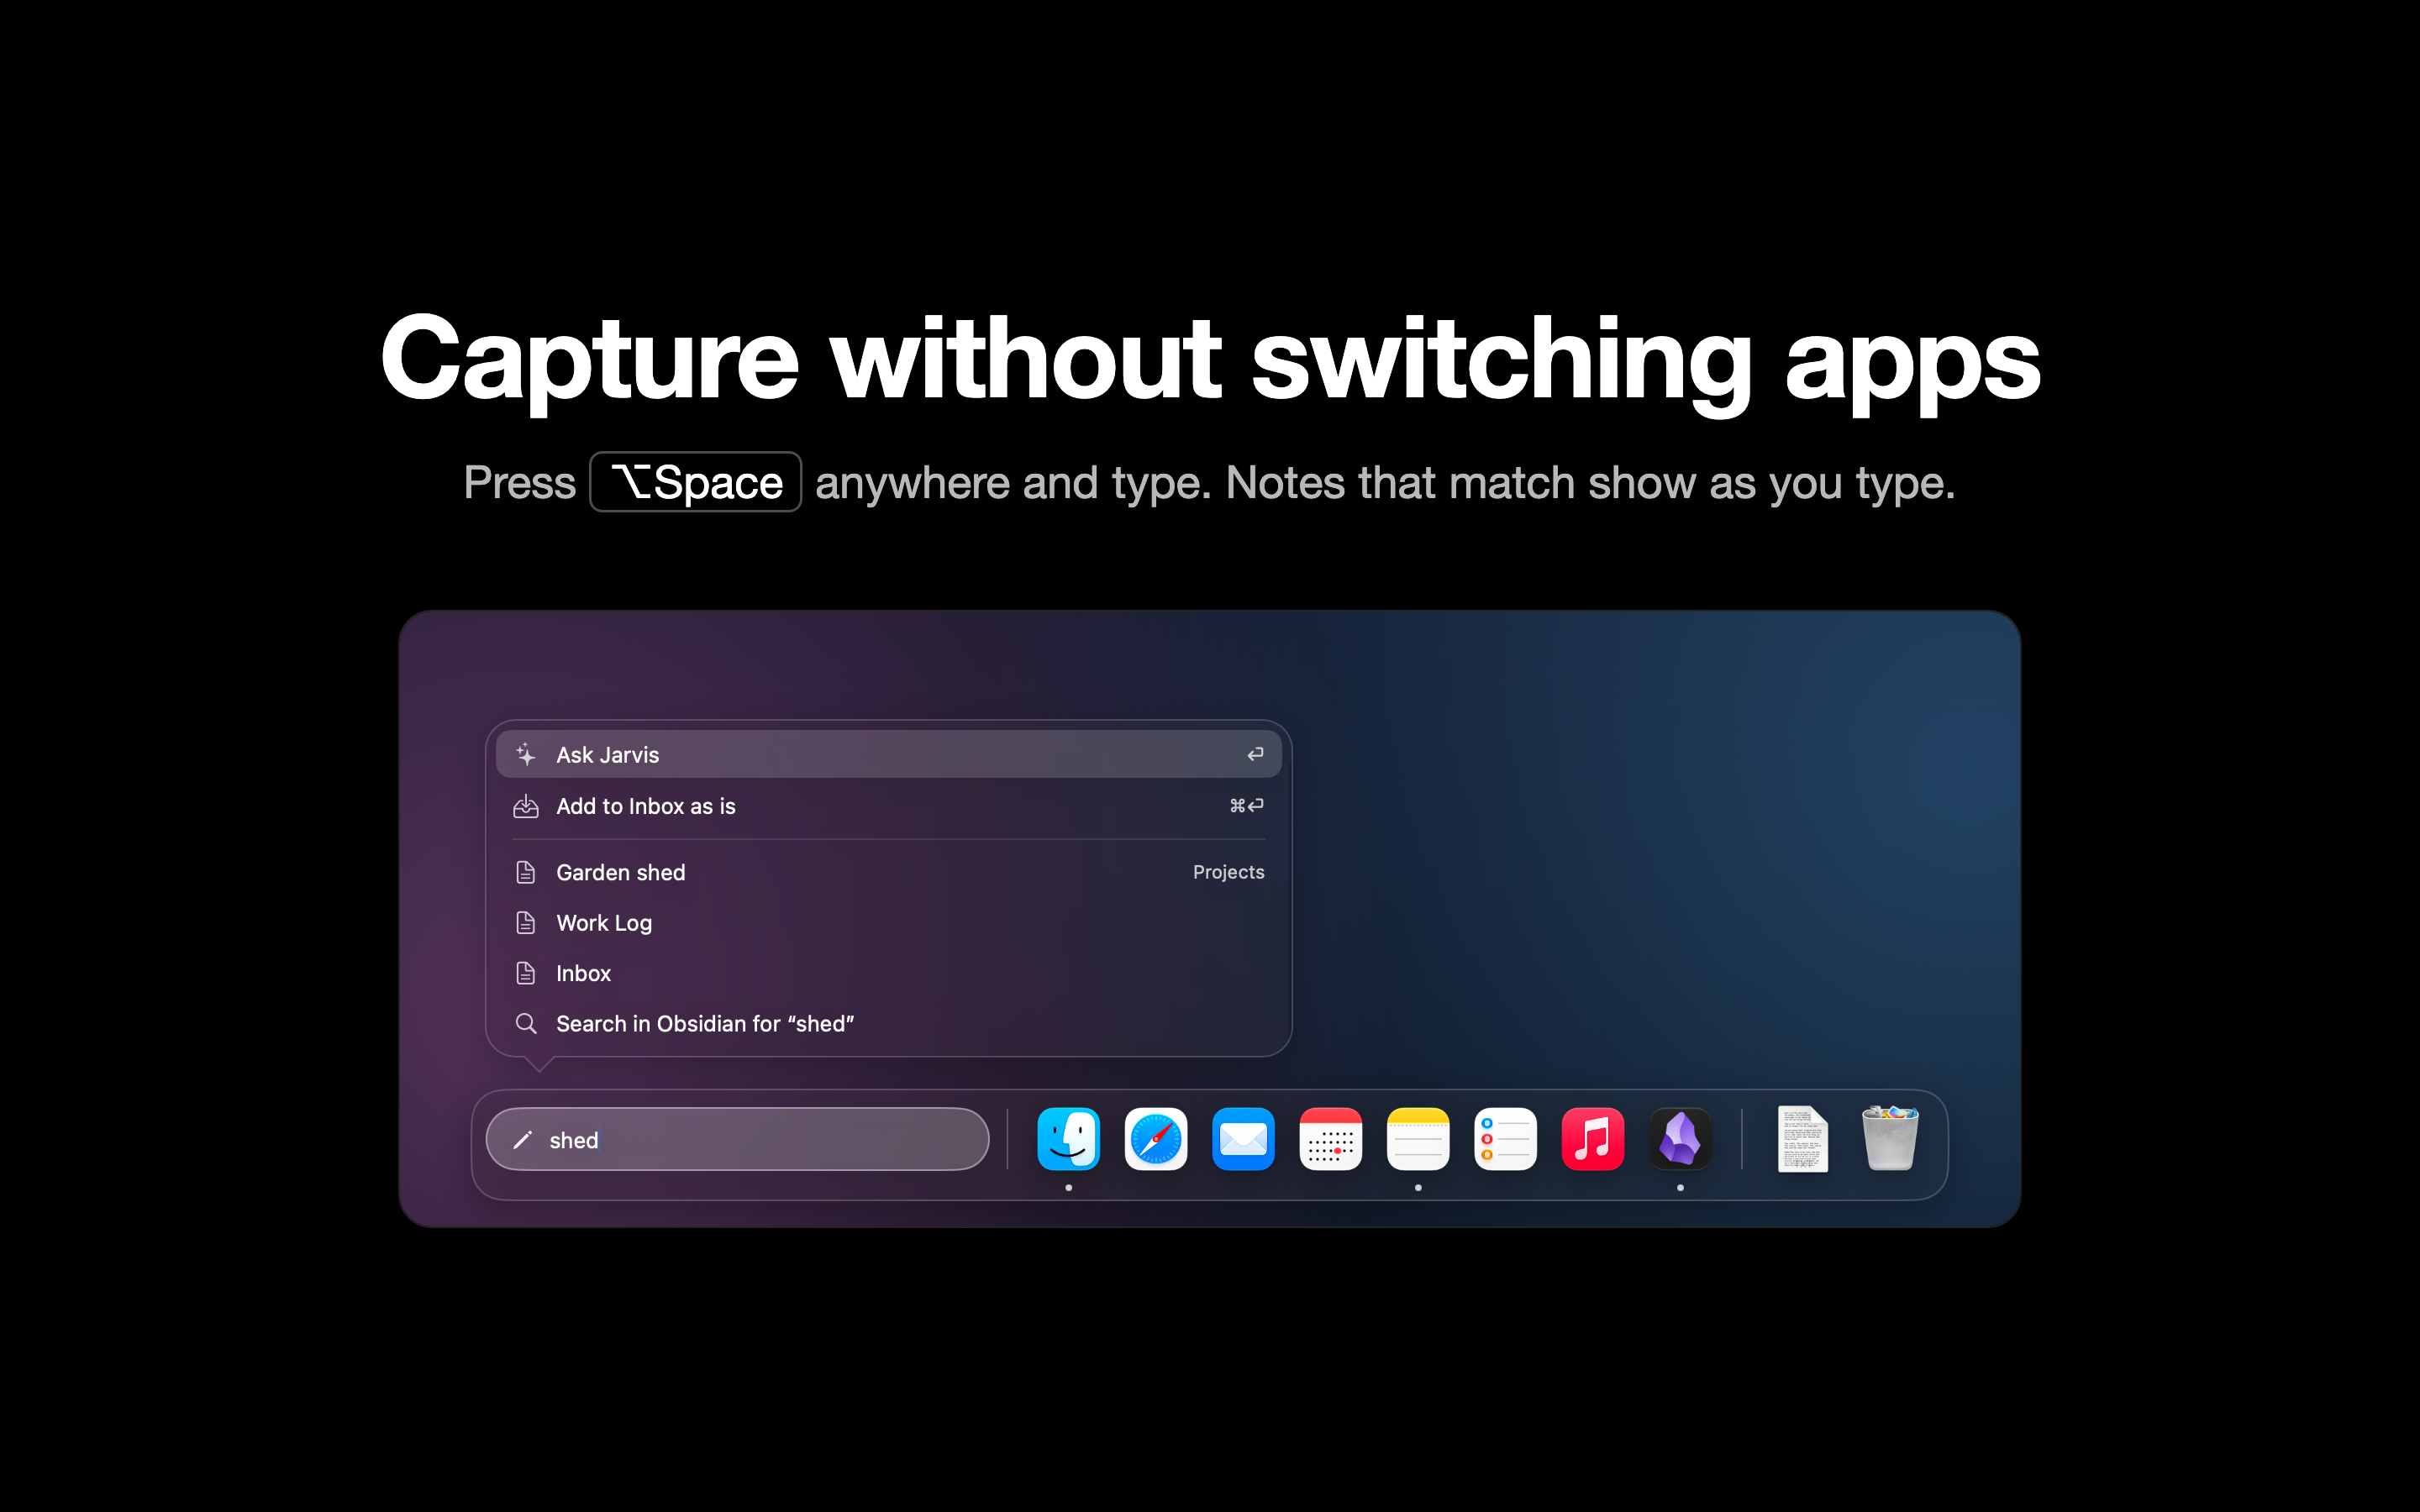 Capture without switching apps
Press ⌥Space anywhere and type. Notes that match show as you type.
Ask Jarvis ↩
Add to Inbox as is ⌘↩
Garden shed Projects
Work Log
Inbox
Search in Obsidian for “shed”
shed